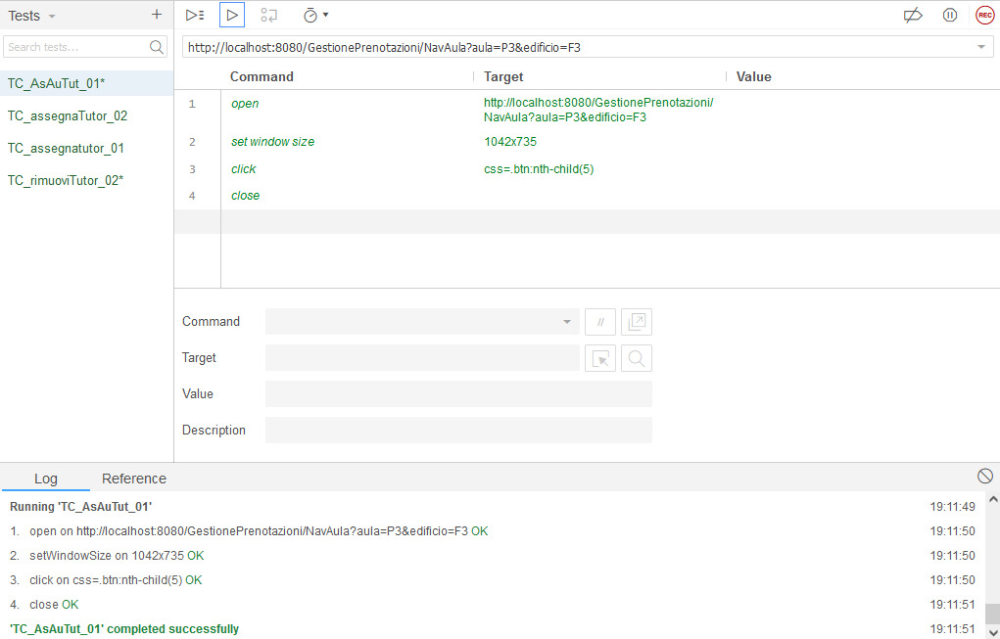 Tests
+
REC
Search tests...
http://localhost:8080/GestionePrenotazioni/NavAula?aula=P3&edificio=F3
TC_AsAuTut_01*
TC_assegnaTutor_02
TC_assegnatutor_01
TC_rimuoviTutor_02*
Command Target Value
1 open http://localhost:8080/GestionePrenotazioni/
NavAula?aula=P3&edificio=F3
2 set window size 1042x735
3 click css=.btn:nth-child(5)
4 close
Command //
Target
Value
Description
Log Reference
Running 'TC_AsAuTut_01' 19:11:49
1. open on http://localhost:8080/GestionePrenotazioni/NavAula?aula=P3&edificio=F3 OK 19:11:50
2. setWindowSize on 1042x735 OK 19:11:50
3. click on css=.btn:nth-child(5) OK 19:11:50
4. close OK 19:11:51
'TC_AsAuTut_01' completed successfully 19:11:51